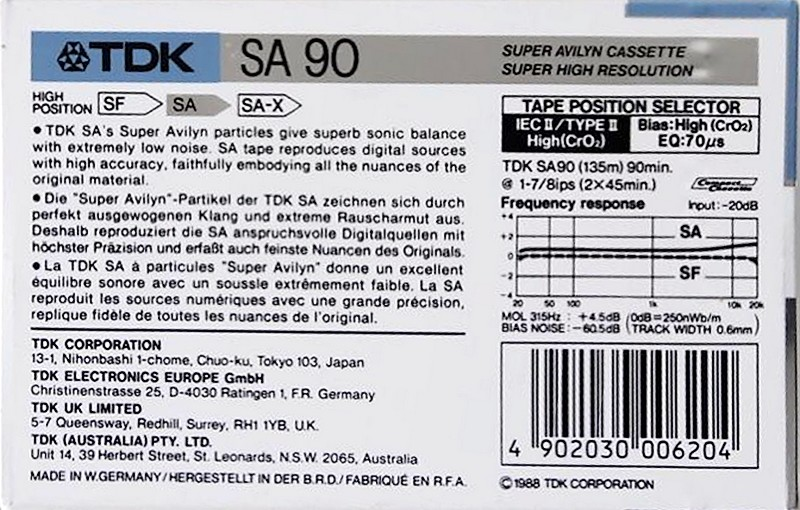 TDK SA 90
SUPER AVILYN CASSETTE
SUPER HIGH RESOLUTION
HIGH POSITION SF SA SA-X
• TDK SA's Super Avilyn particles give superb sonic balance
with extremely low noise. SA tape reproduces digital sources
with high accuracy, faithfully embodying all the nuances of the
original material.
• Die "Super Avilyn"-Partikel der TDK SA zeichnen sich durch
perfekt ausgewogenen Klang und extreme Rauscharmut aus.
Deshalb reproduziert die SA anspruchsvolle Digitalquellen mit
höchster Präzision und erfaßt auch feinste Nuancen des Originals.
• La TDK SA à particules "Super Avilyn" donne un excellent
équilibre sonore avec un soussle extrêmement faible. La SA
reproduit les sources numériques avec une grande précision,
replique fidèle de toutes les nuances de l'original.
TDK CORPORATION
13-1, Nihonbashi 1-chome, Chuo-ku, Tokyo 103, Japan
TDK ELECTRONICS EUROPE GmbH
Christinenstrasse 25, D-4030 Ratingen 1, F.R. Germany
TDK UK LIMITED
5-7 Queensway, Redhill, Surrey, RH1 1YB, U.K.
TDK (AUSTRALIA) PTY. LTD.
Unit 14, 39 Herbert Street, St. Leonards, N.S.W. 2065, Australia
MADE IN W.GERMANY/HERGESTELLT IN DER B.R.D./FABRIQUÉ EN R.F.A.
TAPE POSITION SELECTOR
IEC II/TYPE II
High(CrO2)
Bias:High (CrO2)
EQ:70µs
TDK SA90 (135m) 90min.
@ 1-7/8ips (2×45min.)
Compact Cassette
Frequency response Input:-20dB
+4
+2
0
-2
-4
SA
SF
20 50 100 1k 10k 20k
MOL 315Hz : +4.5dB (0dB=250nWb/m
BIAS NOISE:-60.5dB (TRACK WIDTH 0.6mm)
4 902030 006204
©1988 TDK CORPORATION